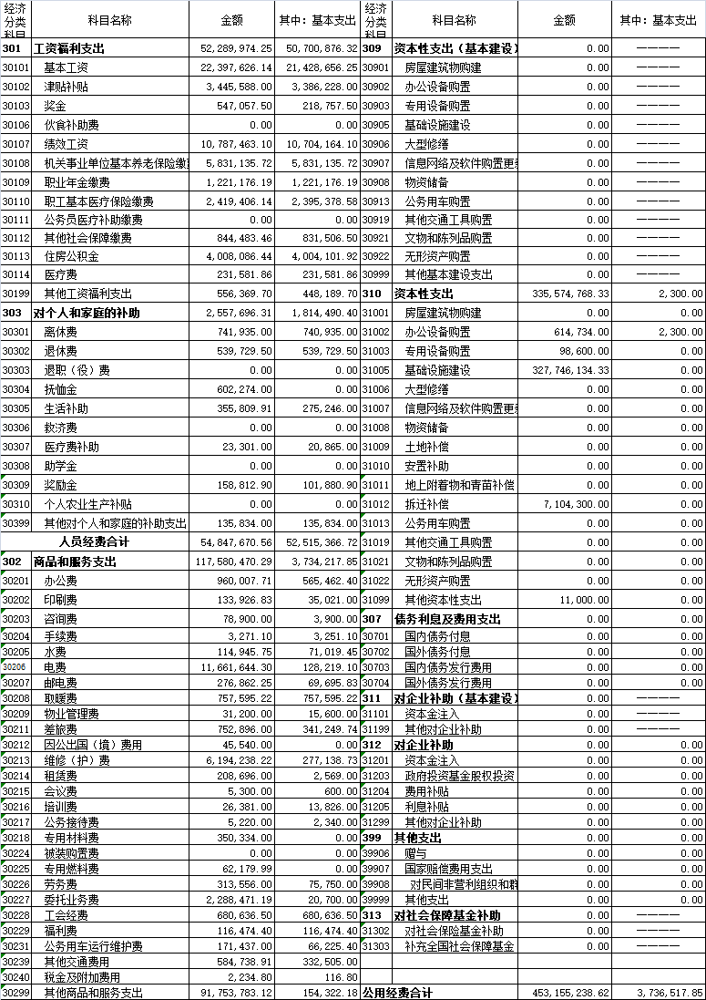 经济分类科目 科目名称 金额 其中: 基本支出 经济分类科目 科目名称 金额 其中: 基本支出
301 工资福利支出 52,289,974.25 50,700,876.32 309 资本性支出（基本建设） 0.00 ————
30101 基本工资 22,397,626.14 21,428,656.25 30901 房屋建筑物购建 0.00 ————
30102 津贴补贴 3,445,588.00 3,386,228.00 30902 办公设备购置 0.00 ————
30103 奖金 547,057.50 218,757.50 30903 专用设备购置 0.00 ————
30106 伙食补助费 0.00 0.00 30905 基础设施建设 0.00 ————
30107 绩效工资 10,787,463.10 10,704,164.10 30906 大型修缮 0.00 ————
30108 机关事业单位基本养老保险缴 5,831,135.72 5,831,135.72 30907 信息网络及软件购置更 0.00 ————
30109 职业年金缴费 1,221,176.19 1,221,176.19 30908 物资储备 0.00 ————
30110 职工基本医疗保险缴费 2,419,406.14 2,395,378.58 30913 公务用车购置 0.00 ————
30111 公务员医疗补助缴费 0.00 0.00 30919 其他交通工具购置 0.00 ————
30112 其他社会保障缴费 844,483.46 831,506.50 30921 文物和陈列品购置 0.00 ————
30113 住房公积金 4,008,086.44 4,004,101.92 30922 无形资产购置 0.00 ————
30114 医疗费 231,581.86 231,581.86 30999 其他基本建设支出 0.00 ————
30199 其他工资福利支出 556,369.70 448,189.70 310 资本性支出 335,574,768.33 2,300.00
303 对个人和家庭的补助 2,557,696.31 1,814,490.40 31001 房屋建筑物购建 0.00 0.00
30301 离休费 741,935.00 740,935.00 31002 办公设备购置 614,734.00 2,300.00
30302 退休费 539,729.50 539,729.50 31003 专用设备购置 98,600.00 0.00
30303 退职（役）费 0.00 0.00 31005 基础设施建设 327,746,134.33 0.00
30304 抚恤金 602,274.00 0.00 31006 大型修缮 0.00 0.00
30305 生活补助 355,809.91 275,246.00 31007 信息网络及软件购置更 0.00 0.00
30306 救济费 0.00 0.00 31008 物资储备 0.00 0.00
30307 医疗费补助 23,301.00 20,865.00 31009 土地补偿 0.00 0.00
30308 助学金 0.00 0.00 31010 安置补助 0.00 0.00
30309 奖励金 158,812.90 101,880.90 31011 地上附着物和青苗补偿 0.00 0.00
30310 个人农业生产补贴 0.00 0.00 31012 拆迁补偿 7,104,300.00 0.00
30399 其他对个人和家庭的补助支出 135,834.00 135,834.00 31013 公务用车购置 0.00 0.00
人员经费合计 54,847,670.56 52,515,366.72 31019 其他交通工具购置 0.00 0.00
302 商品和服务支出 117,580,470.29 3,734,217.85 31021 文物和陈列品购置 0.00 0.00
30201 办公费 960,007.71 565,462.40 31022 无形资产购置 0.00 0.00
30202 印刷费 133,926.83 35,021.00 31099 其他资本性支出 11,000.00 0.00
30203 咨询费 78,900.00 3,900.00 307 债务利息及费用支出 0.00 0.00
30204 手续费 3,271.10 3,251.10 30701 国内债务付息 0.00 0.00
30205 水费 114,945.75 71,019.45 30702 国外债务付息 0.00 0.00
30206 电费 11,661,644.30 128,219.10 30703 国内债务发行费用 0.00 0.00
30207 邮电费 276,862.25 69,695.83 30704 国外债务发行费用 0.00 0.00
30208 取暖费 757,595.22 757,595.22 311 对企业补助（基本建设） 0.00 ————
30209 物业管理费 31,200.00 15,600.00 31101 资本金注入 0.00 ————
30211 差旅费 752,896.00 341,249.74 31199 其他对企业补助 0.00 ————
30212 因公出国（境）费用 45,540.00 0.00 312 对企业补助 0.00 0.00
30213 维修（护）费 6,194,238.22 277,138.73 31201 资本金注入 0.00 0.00
30214 租赁费 208,696.00 2,569.00 31203 政府投资基金股权投资 0.00 0.00
30215 会议费 5,300.00 600.00 31204 费用补贴 0.00 0.00
30216 培训费 26,381.00 13,826.00 31205 利息补贴 0.00 0.00
30217 公务接待费 5,220.00 2,340.00 31299 其他对企业补助 0.00 0.00
30218 专用材料费 350,334.00 0.00 399 其他支出 0.00 0.00
30224 被装购置费 0.00 0.00 39906 赠与 0.00 0.00
30225 专用燃料费 62,179.99 0.00 39907 国家赔偿费用支出 0.00 0.00
30226 劳务费 313,556.00 75,750.00 39908 对民间非营利组织和群 0.00 0.00
30227 委托业务费 2,288,471.19 20,700.00 39999 其他支出 0.00 0.00
30228 工会经费 680,636.50 680,636.50 313 对社会保障基金补助 0.00 ————
30229 福利费 116,474.40 116,474.40 31302 对社会保险基金补助 0.00 ————
30231 公务用车运行维护费 171,437.00 66,225.40 31303 补充全国社会保障基金 0.00 ————
30239 其他交通费用 584,738.91 332,505.00
30240 税金及附加费用 2,234.80 116.80
30299 其他商品和服务支出 91,753,783.12 154,322.18 公用经费合计 453,155,238.62 3,736,517.85